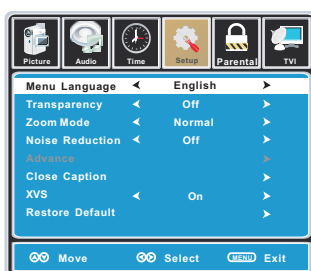 Picture Audio Time Setup Parental TVI
Menu Language English
Transparency Off
Zoom Mode Normal
Noise Reduction Off
Advance
Close Caption
XVS On
Restore Default
Move Select MENU Exit